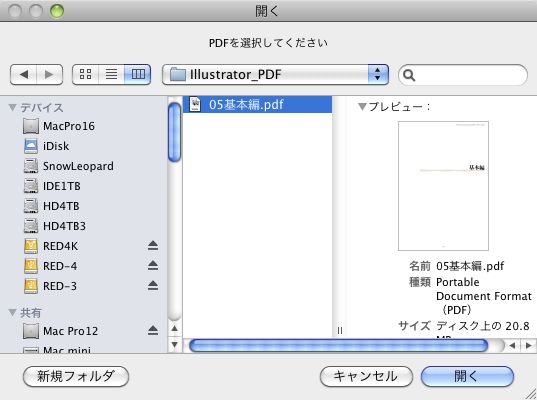 開く
PDFを選択してください
Illustrator_PDF
デバイス
MacPro16
iDisk
SnowLeopard
IDE1TB
HD4TB
HD4TB3
RED4K
RED-4
RED-3
共有
Mac Pro12
Mac mini
05基本編.pdf
プレビュー：
基本編
名前 05基本編.pdf
種類 Portable
Document Format
（PDF）
サイズ ディスク上の 20.8
MB
新規フォルダ
キャンセル
開く